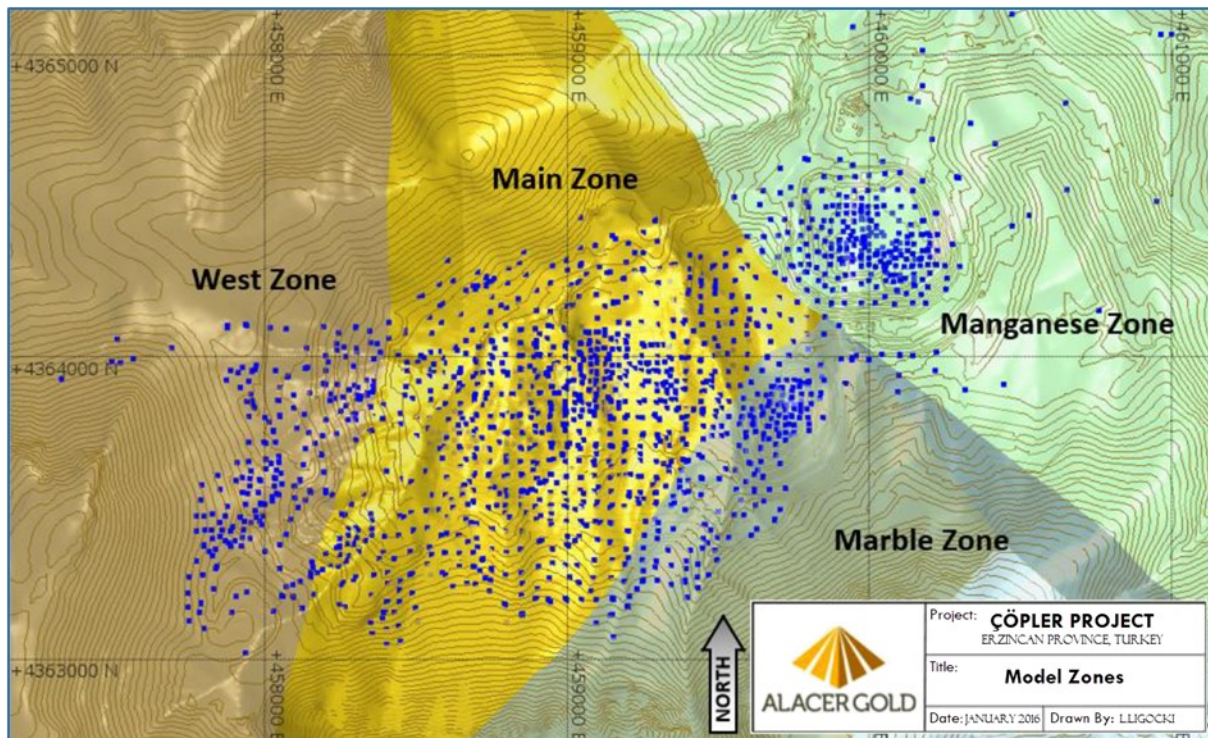 458000 E
459000 E
460000 E
461000 E
+4365000 N
Main Zone
West Zone
Manganese Zone
+4364000 N
Marble Zone
+4363000 N
458000 E
459000 E
NORTH
ALACER GOLD
Project: ÇÖPLER PROJECT
ERZINCAN PROVINCE, TURKEY
Title:
Model Zones
Date: JANUARY 2016 Drawn By: L.LIGOCKI